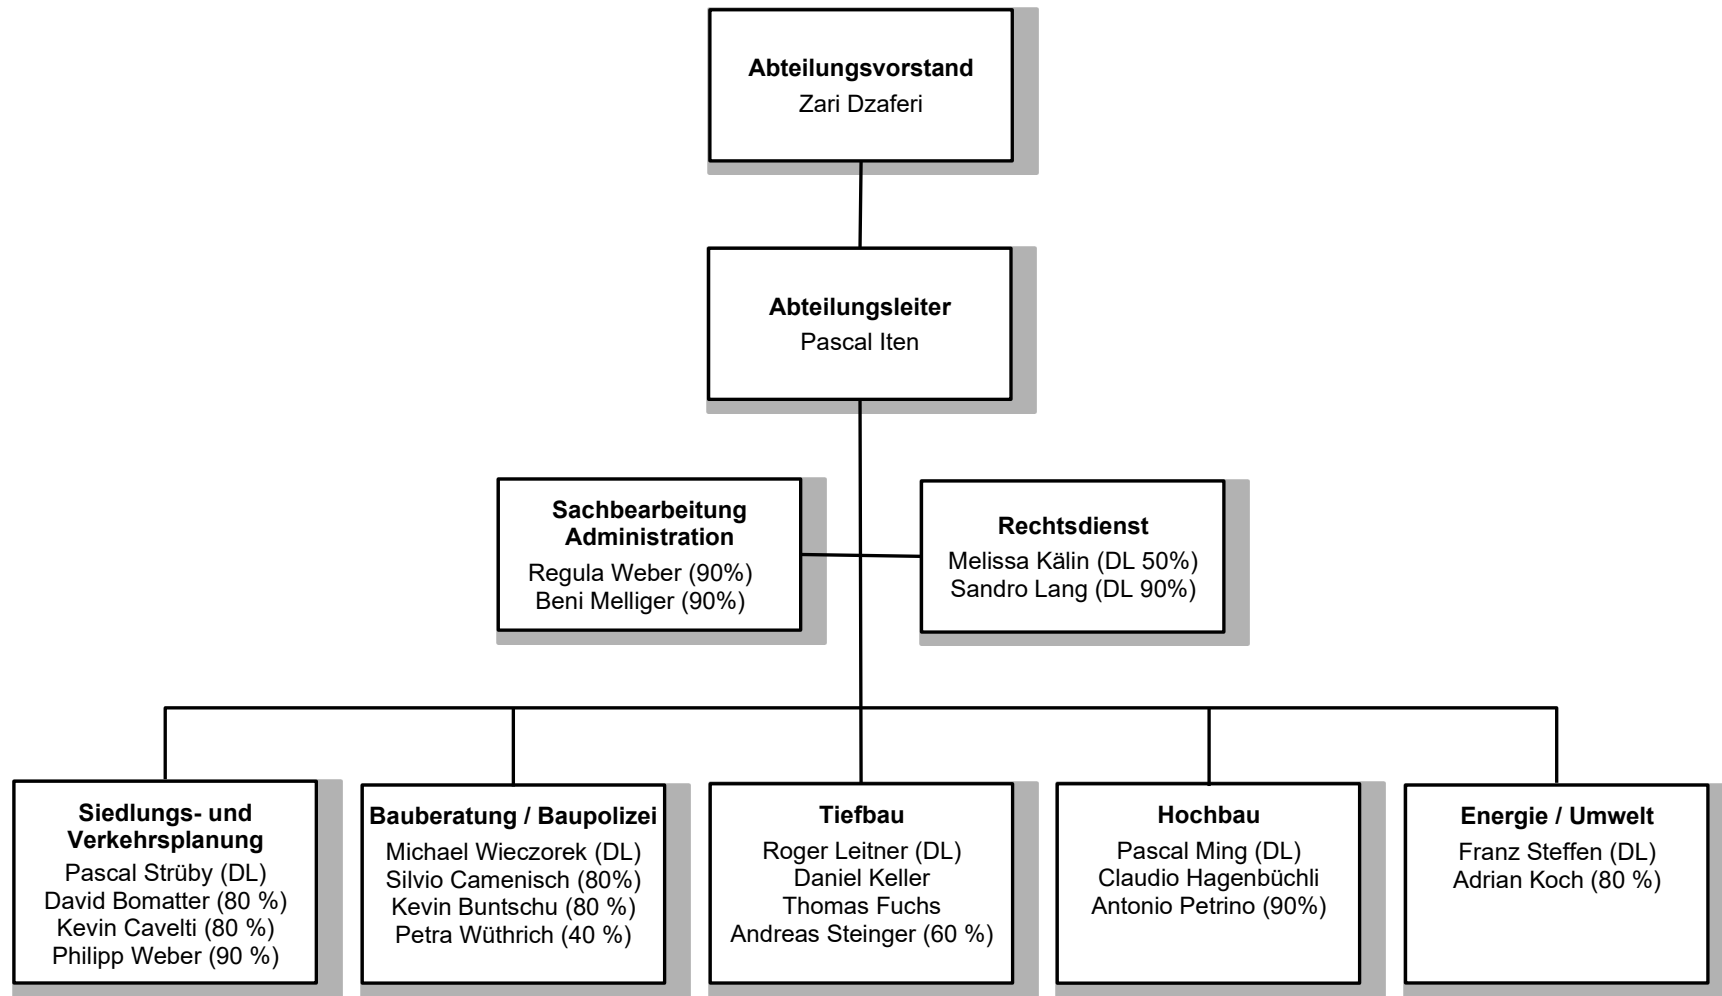 Abteilungsvorstand
Zari Dzaferi
Abteilungsleiter
Pascal Iten
Sachbearbeitung
Administration
Regula Weber (90%)
Beni Melliger (90%)
Rechtsdienst
Melissa Kälin (DL 50%)
Sandro Lang (DL 90%)
Siedlungs- und
Verkehrsplanung
Pascal Strüby (DL)
David Bomatter (80 %)
Kevin Cavelti (80 %)
Philipp Weber (90 %)
Bauberatung / Baupolizei
Michael Wieczorek (DL)
Silvio Camenisch (80%)
Kevin Buntschu (80 %)
Petra Wüthrich (40 %)
Tiefbau
Roger Leitner (DL)
Daniel Keller
Thomas Fuchs
Andreas Steinger (60 %)
Hochbau
Pascal Ming (DL)
Claudio Hagenbüchli
Antonio Petrino (90%)
Energie / Umwelt
Franz Steffen (DL)
Adrian Koch (80 %)